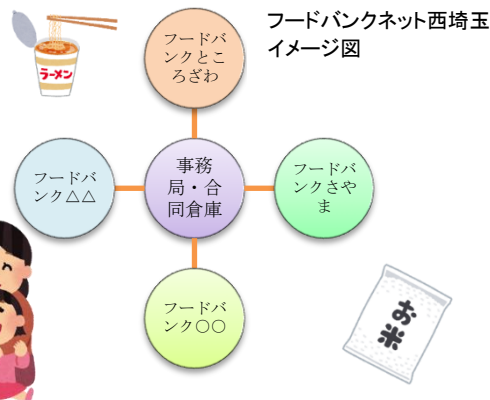 フードバンクネット西埼玉
イメージ図
ラーメン
フードバ
ンクとこ
ろざわ
フードバ
ンク△△
事務
局・合
同倉庫
フードバ
ンクさや
ま
フードバ
ンク○○
お米